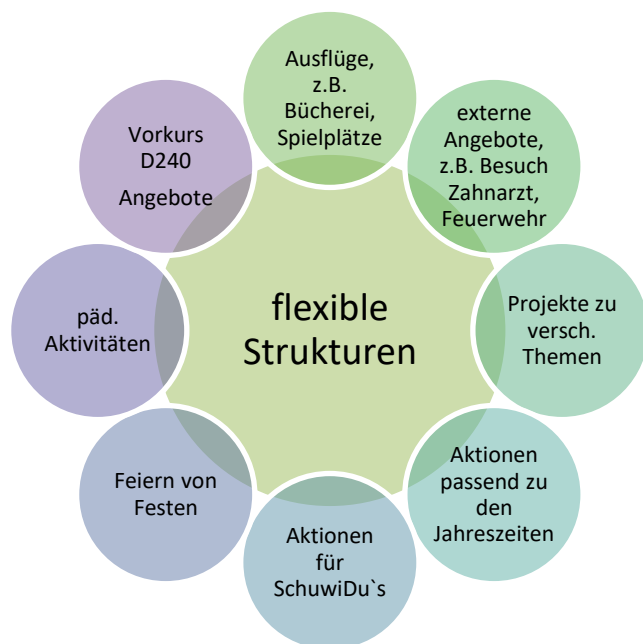 flexible
Strukturen
Ausflüge,
z.B.
Bücherei,
Spielplätze
externe
Angebote,
z.B. Besuch
Zahnarzt,
Feuerwehr
Projekte zu
versch.
Themen
Aktionen
passend zu
den
Jahreszeiten
Aktionen
für
SchuwiDu`s
Feiern von
Festen
päd.
Aktivitäten
Vorkurs
D240
Angebote